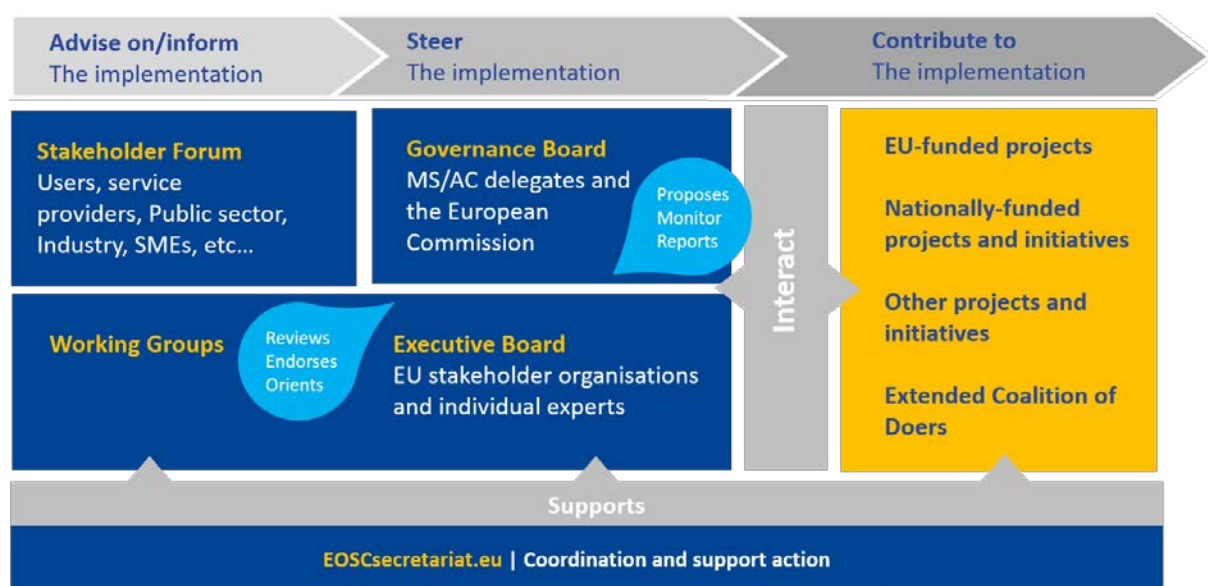 Advise on/inform
The implementation
Steer
The implementation
Contribute to
The implementation
Stakeholder Forum
Users, service
providers, Public sector,
Industry, SMEs, etc...
Governance Board
MS/AC delegates and
the European
Commission
Proposes
Monitor
Reports
Working Groups
Reviews
Endorses
Orients
Executive Board
EU stakeholder organisations
and individual experts
Interact
EU-funded projects
Nationally-funded
projects and initiatives
Other projects and
initiatives
Extended Coalition of
Doers
Supports
EOSCsecretariat.eu | Coordination and support action